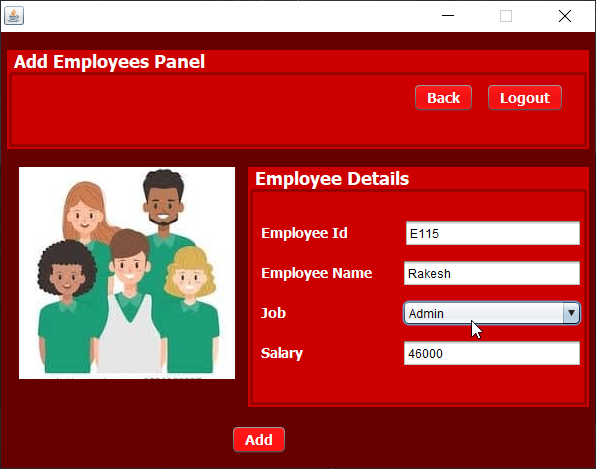 Add Employees Panel
Back Logout
Employee Details
Employee Id E115
Employee Name Rakesh
Job Admin
Salary 46000
Add